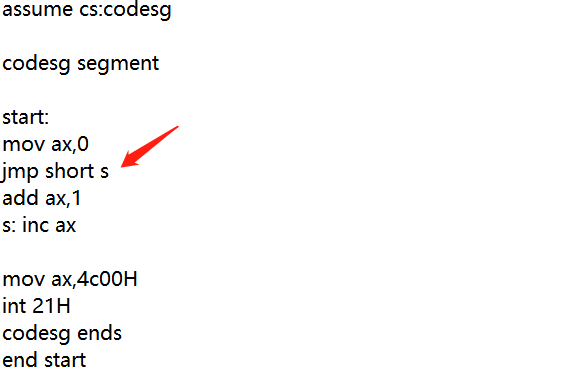 assume cs:codesg
codesg segment
start:
mov ax,0
jmp short s
add ax,1
s: inc ax
mov ax,4c00H
int 21H
codesg ends
end start